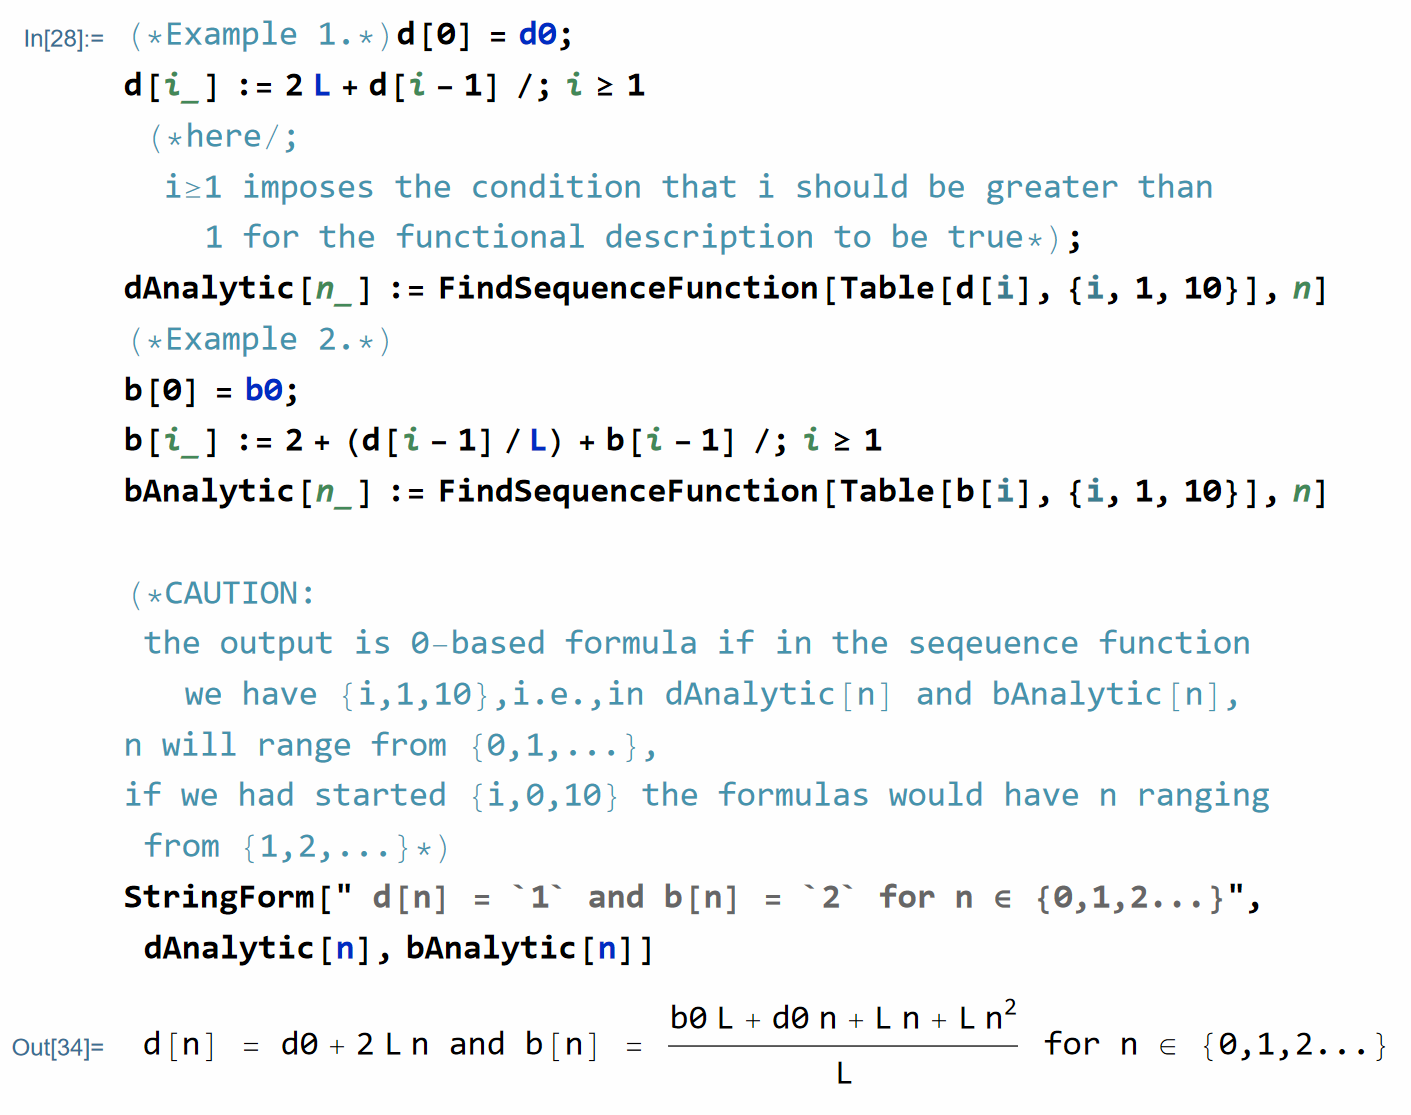 In[28]:= (*Example 1.*)d[0] = d0;
d[i_] := 2 L + d[i - 1] /; i ≥ 1
(*here/;
i≥1 imposes the condition that i should be greater than
1 for the functional description to be true*);
dAnalytic[n_] := FindSequenceFunction[Table[d[i], {i, 1, 10}], n]
(*Example 2.*)
b[0] = b0;
b[i_] := 2 + (d[i - 1] / L) + b[i - 1] /; i ≥ 1
bAnalytic[n_] := FindSequenceFunction[Table[b[i], {i, 1, 10}], n]
(*CAUTION:
the output is 0-based formula if in the seqeuence function
we have {i,1,10},i.e.,in dAnalytic[n] and bAnalytic[n],
n will range from {0,1,...},
if we had started {i,0,10} the formulas would have n ranging
from {1,2,...}*)
StringForm[" d[n] = `1` and b[n] = `2` for n ∈ {0,1,2...}",
dAnalytic[n], bAnalytic[n]]
Out[34]= d[n] = d0 + 2 L n and b[n] = (b0 L + d0 n + L n + L n²) / L for n ∈ {0,1,2...}